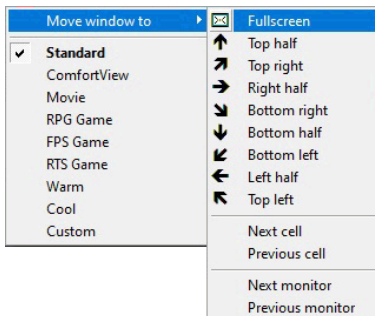 Move window to
Standard
ComfortView
Movie
RPG Game
FPS Game
RTS Game
Warm
Cool
Custom
Fullscreen
Top half
Top right
Right half
Bottom right
Bottom half
Bottom left
Left half
Top left
Next cell
Previous cell
Next monitor
Previous monitor